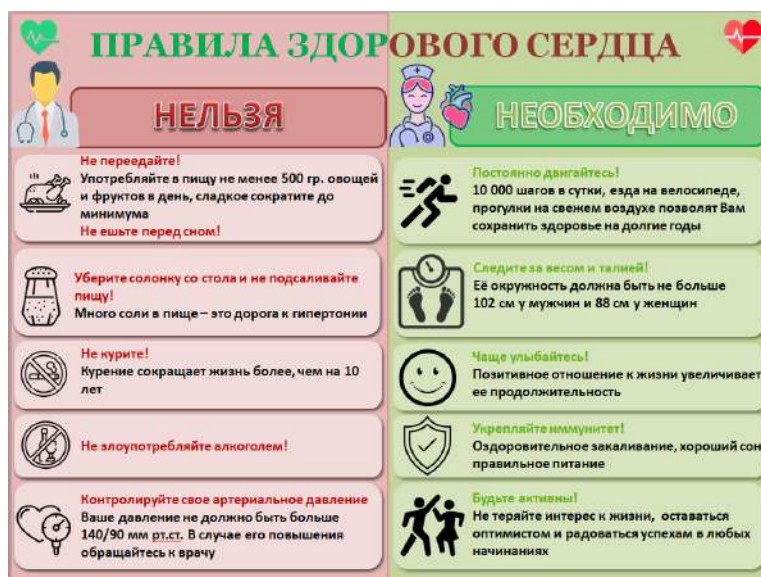 ПРАВИЛА ЗДОРОВОГО СЕРДЦА
НЕЛЬЗЯ
Не переедайте!
Употребляйте в пищу не менее 500 гр. овощей
и фруктов в день, сладкое сократите до
минимума
Не ешьте перед сном!
Уберите солонку со стола и не подсаливайте
пищу!
Много соли в пище – это дорога к гипертонии
Не курите!
Курение сокращает жизнь более, чем на 10
лет
Не злоупотребляйте алкоголем!
Контролируйте свое артериальное давление
Ваше давление не должно быть больше
140/90 мм рт.ст. В случае его повышения
обращайтесь к врачу
НЕОБХОДИМО
Постоянно двигайтесь!
10 000 шагов в сутки, езда на велосипеде,
прогулки на свежем воздухе позволят Вам
сохранить здоровье на долгие годы
Следите за весом и талией!
Её окружность должна быть не больше
102 см у мужчин и 88 см у женщин
Чаще улыбайтесь!
Позитивное отношение к жизни увеличивает
ее продолжительность
Укрепляйте иммунитет!
Оздоровительное закаливание, хороший сон
правильное питание
Будьте активны!
Не теряйте интерес к жизни, оставаться
оптимистом и радоваться успехам в любых
начинаниях